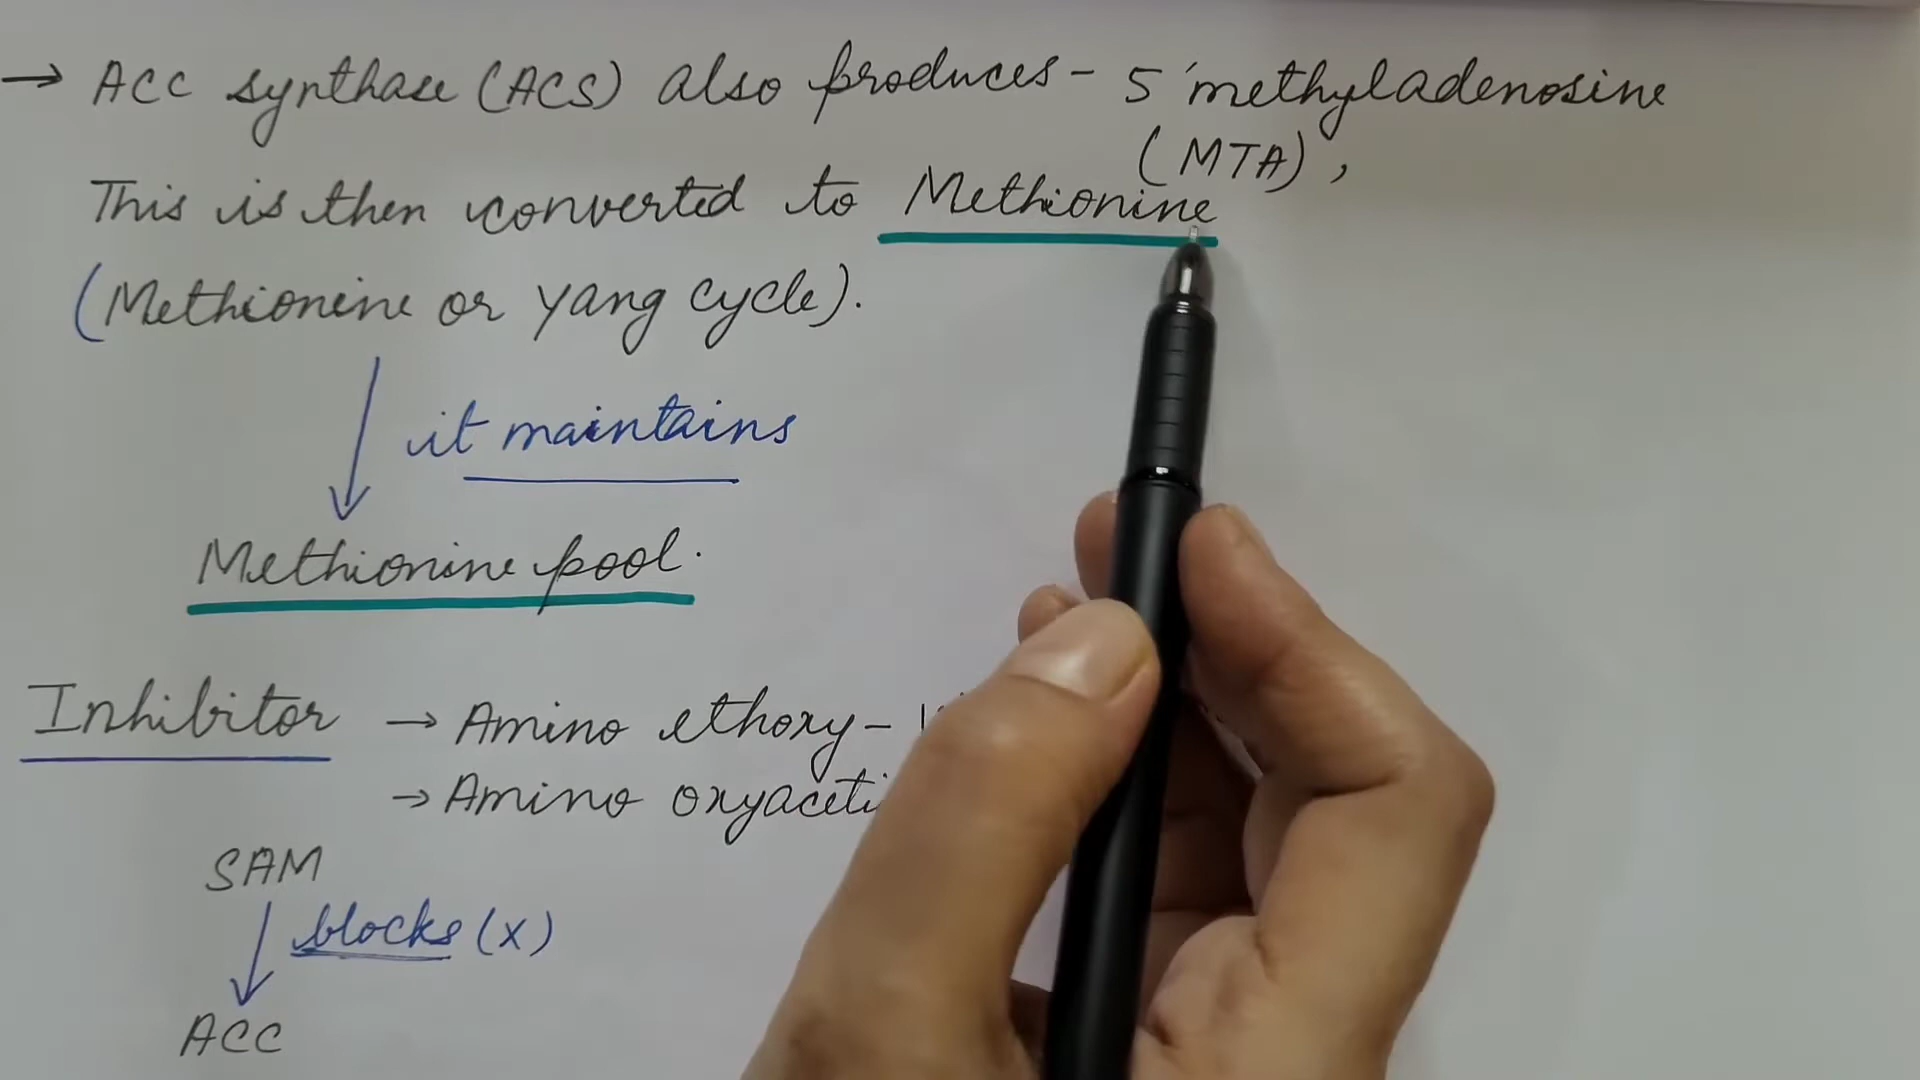 → ACC synthase (ACS) also produces - 5'methyladenosine
(MTA),
This is then converted to Methionine
(Methionine or Yang cycle).
it maintains
Methionine pool.
Inhibitor → Amino ethoxy-
→ Amino
SAM
blocks (x)
ACC